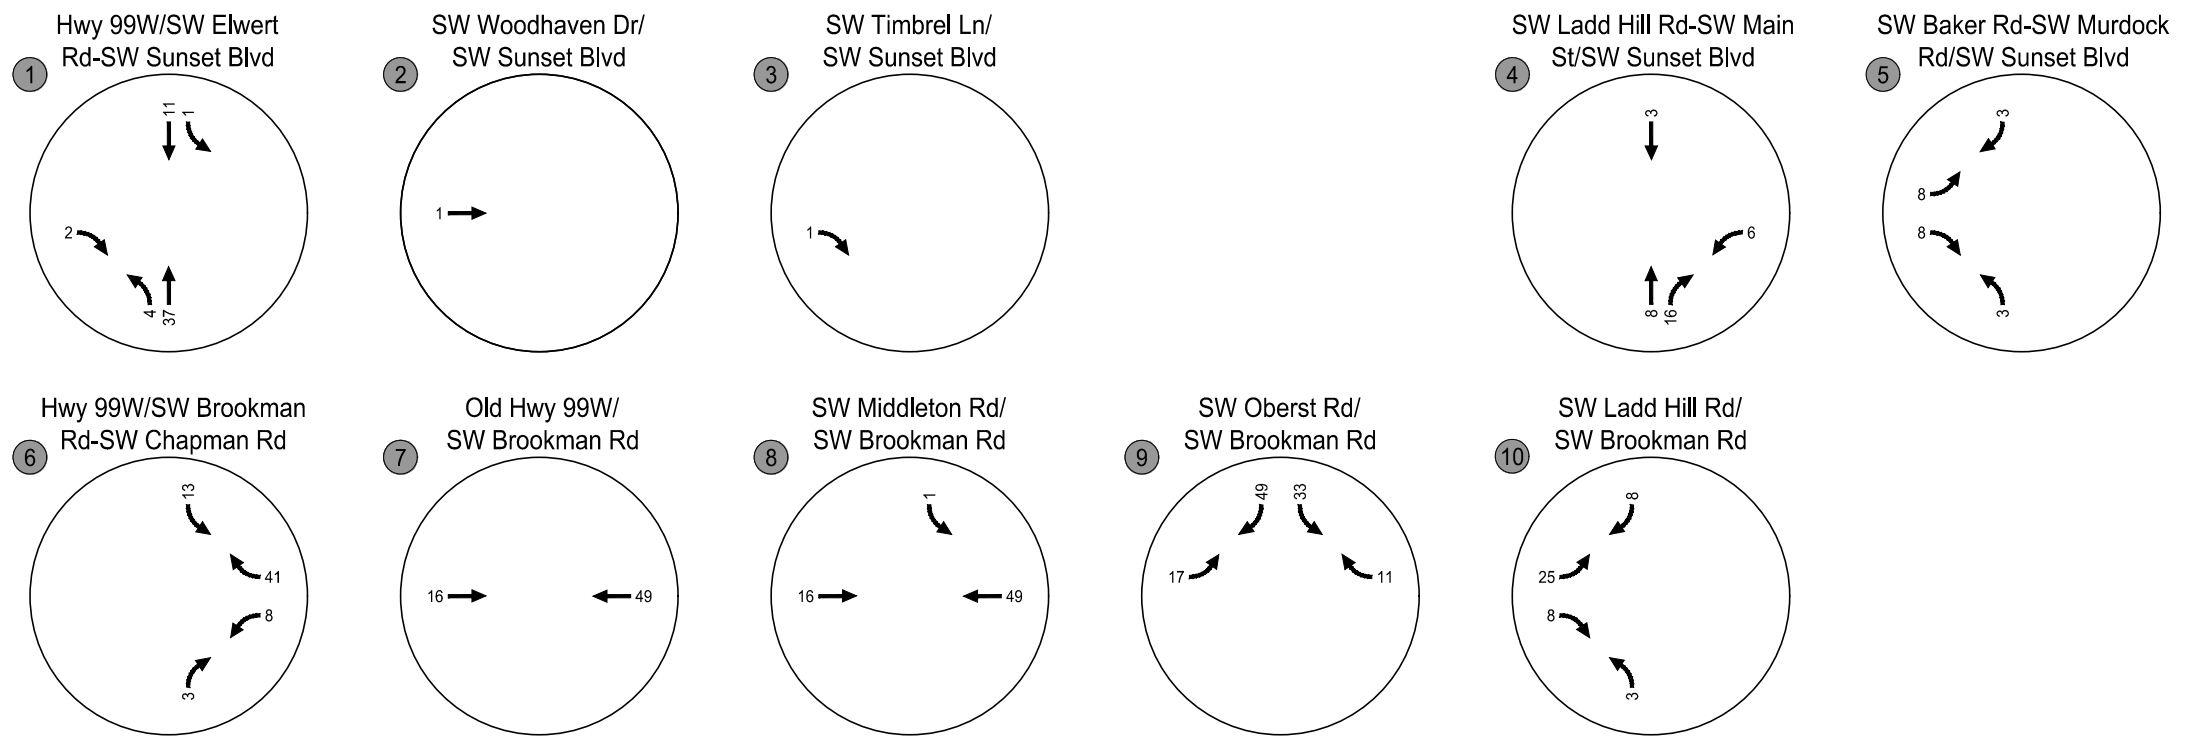 Hwy 99W/SW Elwert
Rd-SW Sunset Blvd
1
11
1
2
4
37
SW Woodhaven Dr/
SW Sunset Blvd
2
1
SW Timbrel Ln/
SW Sunset Blvd
3
1
SW Ladd Hill Rd-SW Main
St/SW Sunset Blvd
4
3
6
8
16
SW Baker Rd-SW Murdock
Rd/SW Sunset Blvd
5
3
8
8
3
Hwy 99W/SW Brookman
Rd-SW Chapman Rd
6
13
41
8
3
Old Hwy 99W/
SW Brookman Rd
7
16
49
SW Middleton Rd/
SW Brookman Rd
8
1
16
49
SW Oberst Rd/
SW Brookman Rd
9
49
33
17
11
SW Ladd Hill Rd/
SW Brookman Rd
10
8
25
8
3